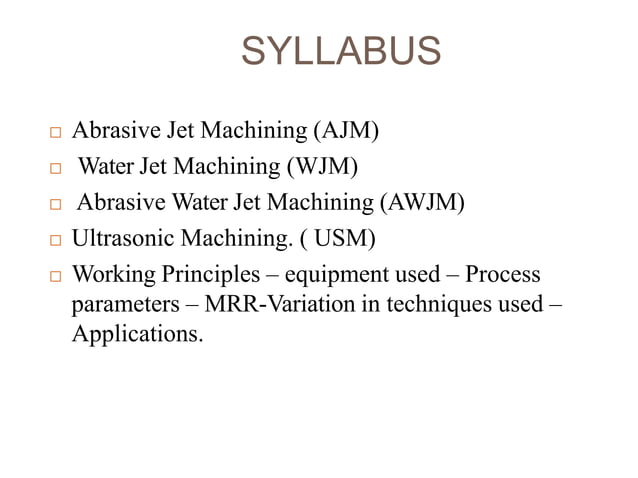 SYLLABUS
Abrasive Jet Machining (AJM)
Water Jet Machining (WJM)
Abrasive Water Jet Machining (AWJM)
Ultrasonic Machining. ( USM)
Working Principles – equipment used – Process
parameters – MRR-Variation in techniques used –
Applications.